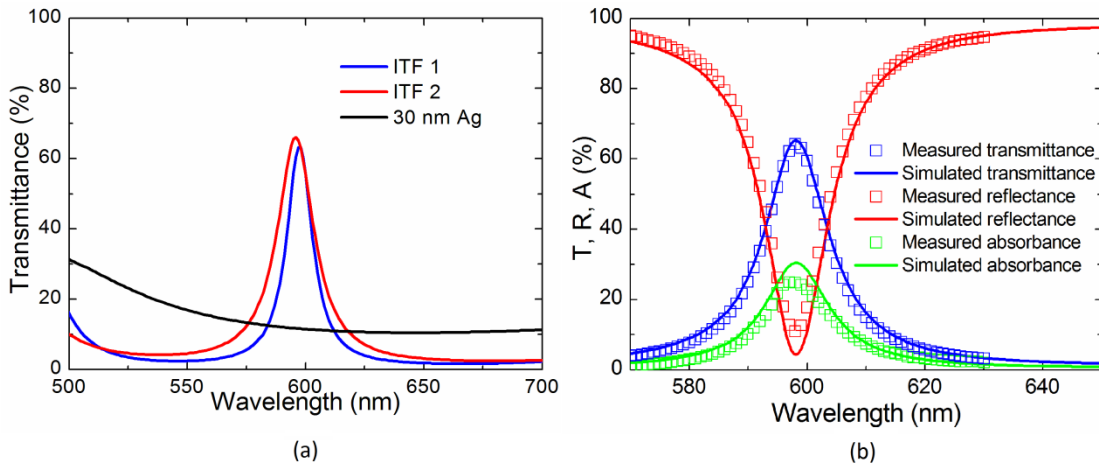 100
80
60
40
20
0
Transmittance (%)
ITF 1
ITF 2
30 nm Ag
500
550
600
650
700
Wavelength (nm)
(a)
100
80
60
40
20
0
T, R, A (%)
Measured transmittance
Simulated transmittance
Measured reflectance
Simulated reflectance
Measured absorbance
Simulated absorbance
580
600
620
640
Wavelength (nm)
(b)